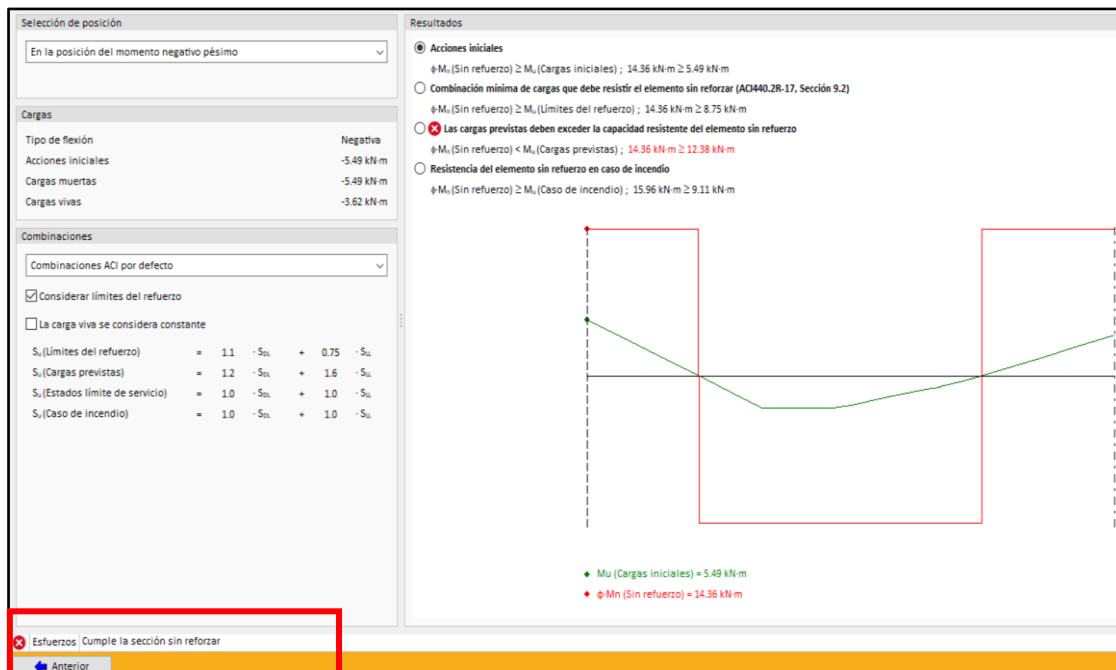 Selección de posición
En la posición del momento negativo pésimo
Cargas
Tipo de flexión Negativa
Acciones iniciales -5.49 kN·m
Cargas muertas -5.49 kN·m
Cargas vivas -3.62 kN·m
Combinaciones
Combinaciones ACI por defecto
Considerar límites del refuerzo
La carga viva se considera constante
Sᵤ (Límites del refuerzo) = 1.1 · S_DL + 0.75 · S_LL
Sᵤ (Cargas previstas) = 1.2 · S_DL + 1.6 · S_LL
Sᵤ (Estados límite de servicio) = 1.0 · S_DL + 1.0 · S_LL
Sᵤ (Caso de incendio) = 1.0 · S_DL + 1.0 · S_LL
Resultados
Acciones iniciales
ϕ·Mₙ (Sin refuerzo) ≥ Mᵤ (Cargas iniciales) ; 14.36 kN·m ≥ 5.49 kN·m
Combinación mínima de cargas que debe resistir el elemento sin reforzar (ACI440.2R-17, Sección 9.2)
ϕ·Mₙ (Sin refuerzo) ≥ Mᵤ (Límites del refuerzo) ; 14.36 kN·m ≥ 8.75 kN·m
Las cargas previstas deben exceder la capacidad resistente del elemento sin refuerzo
ϕ·Mₙ (Sin refuerzo) < Mᵤ (Cargas previstas) ; 14.36 kN·m ≥ 12.38 kN·m
Resistencia del elemento sin refuerzo en caso de incendio
ϕ·Mₙ (Sin refuerzo) ≥ Mᵤ (Caso de incendio) ; 15.96 kN·m ≥ 9.11 kN·m
Mu (Cargas iniciales) = 5.49 kN·m
ϕ·Mn (Sin refuerzo) = 14.36 kN·m
Esfuerzos Cumple la sección sin reforzar
Anterior